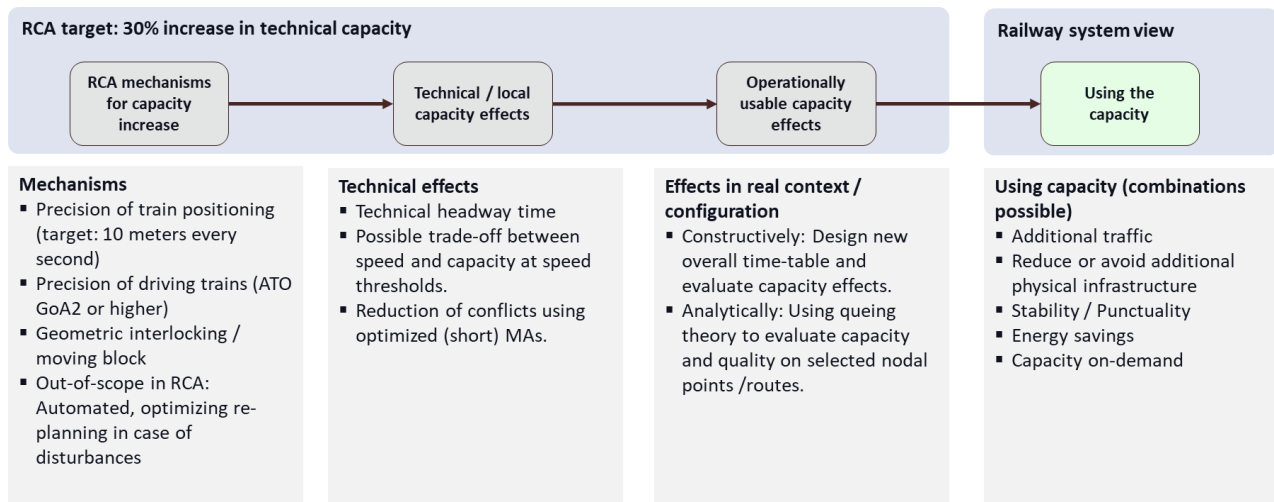 RCA target: 30% increase in technical capacity
Railway system view
RCA mechanisms
for capacity
increase
Technical / local
capacity effects
Operationally
usable capacity
effects
Using the
capacity
Mechanisms
▪ Precision of train positioning
(target: 10 meters every
second)
▪ Precision of driving trains (ATO
GoA2 or higher)
▪ Geometric interlocking /
moving block
▪ Out-of-scope in RCA:
Automated, optimizing re-
planning in case of
disturbances
Technical effects
▪ Technical headway time
▪ Possible trade-off between
speed and capacity at speed
thresholds.
▪ Reduction of conflicts using
optimized (short) MAs.
Effects in real context /
configuration
▪ Constructively: Design new
overall time-table and
evaluate capacity effects.
▪ Analytically: Using queing
theory to evaluate capacity
and quality on selected nodal
points /routes.
Using capacity (combinations
possible)
▪ Additional traffic
▪ Reduce or avoid additional
physical infrastructure
▪ Stability / Punctuality
▪ Energy savings
▪ Capacity on-demand